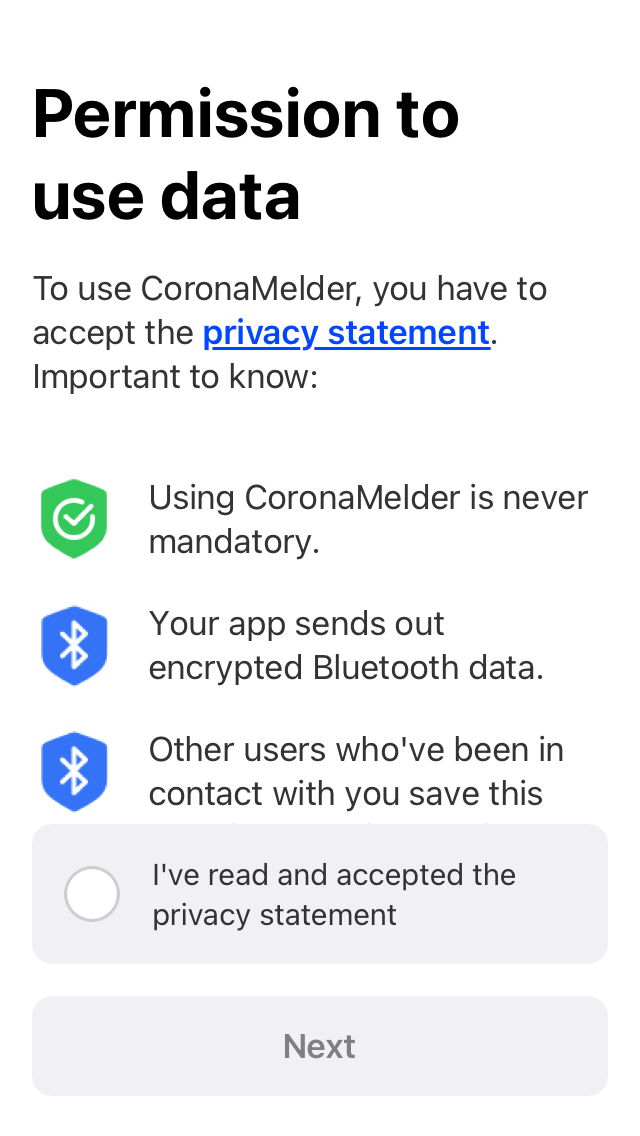 Permission to
use data
To use CoronaMelder, you have to
accept the privacy statement.
Important to know:
Using CoronaMelder is never
mandatory.
Your app sends out
encrypted Bluetooth data.
Other users who've been in
contact with you save this
I've read and accepted the
privacy statement
Next